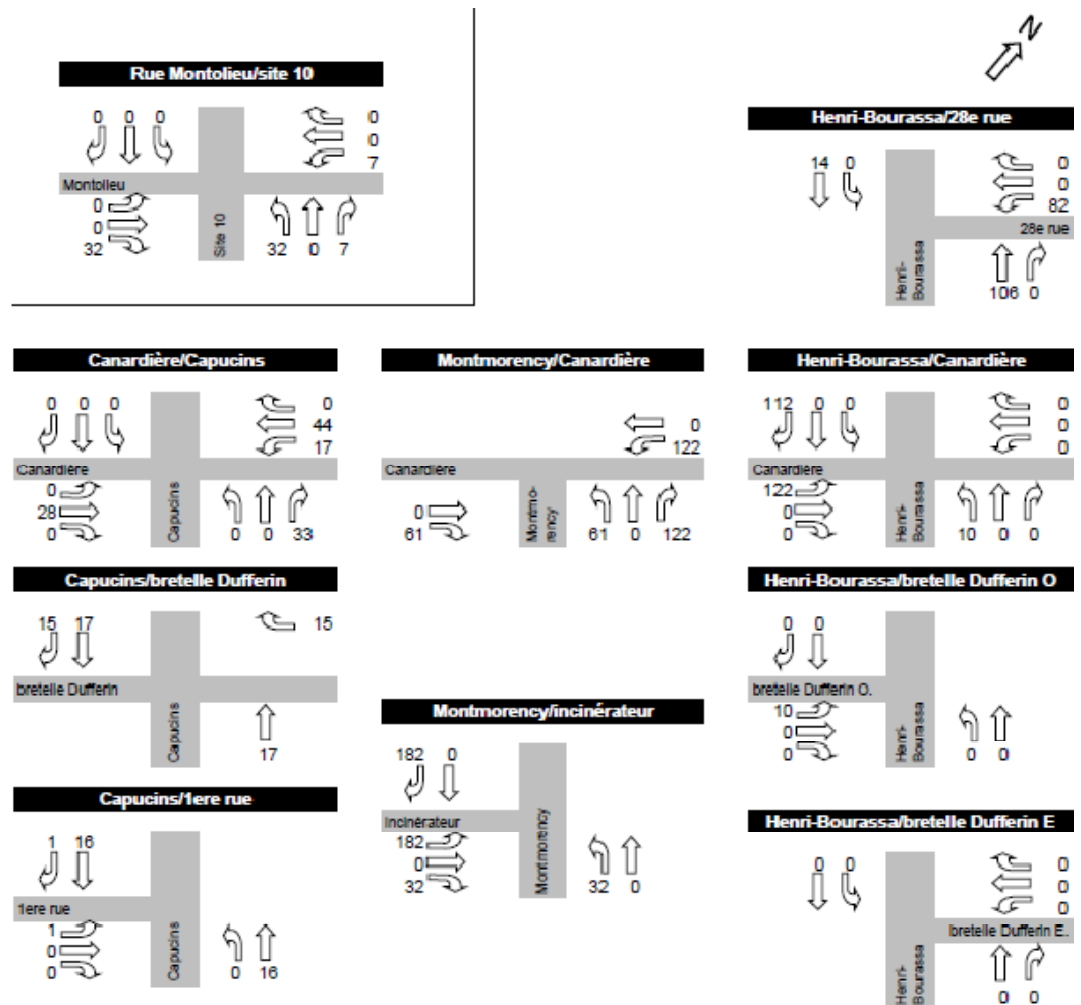 N
Rue Montolieu/site 10
0 0 0
0
0
7
Montolieu
0
0
32
Site 10
32 0 7
Henri-Bourassa/28e rue
14 0
0
0
82
28e rue
Henri-
Bourassa
106 0
Canardière/Capucins
0 0 0
0
44
17
Canardière
0
28
0
Capucins
0 0 33
Montmorency/Canardière
0
122
Canardière
0
61
Montmo-
rency
61 0 122
Henri-Bourassa/Canardière
112 0 0
0
0
0
Canardière
122
0
0
Henri-
Bourassa
10 0 0
Capucins/bretelle Dufferin
15 17
15
bretelle Dufferin
Capucins
17
Henri-Bourassa/bretelle Dufferin O
0 0
bretelle Dufferin O.
10
0
0
Henri-
Bourassa
0 0
Montmorency/incinérateur
182 0
Incinérateur
182
0
32
Montmorency
32 0
Capucins/1ere rue
1 16
1ere rue
1
0
0
Capucins
0 16
Henri-Bourassa/bretelle Dufferin E
0 0
0
0
0
bretelle Dufferin E.
Henri-
Bourassa
0 0